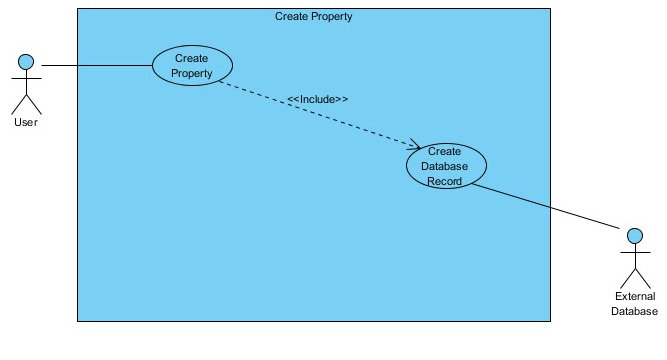 Create Property
Create
Property
<<Include>>
User
Create
Database
Record
External
Database